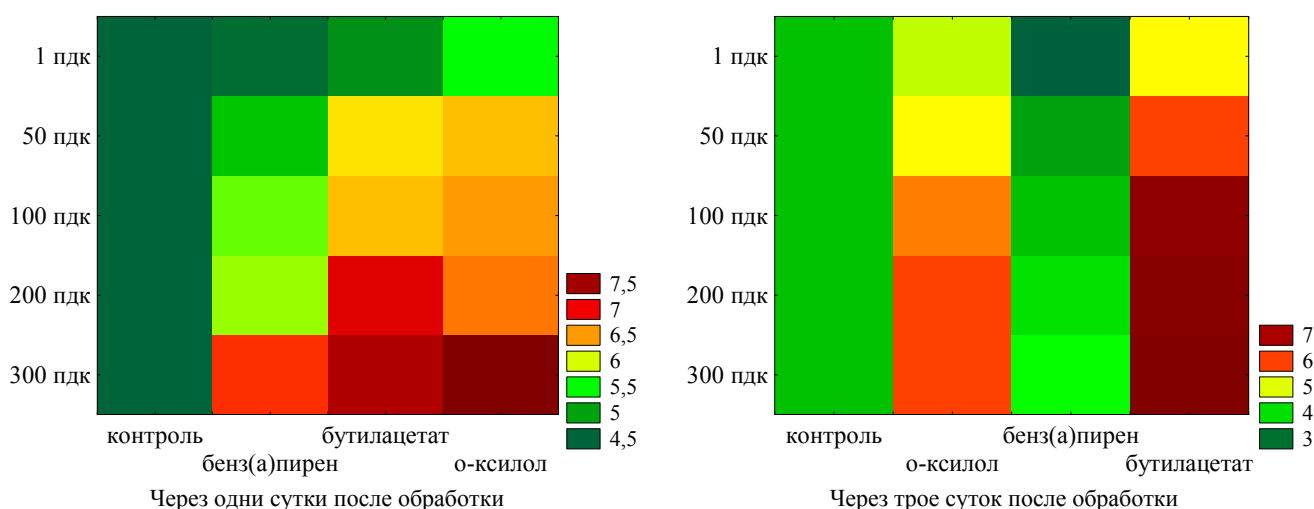 1 пдк
50 пдк
100 пдк
200 пдк
300 пдк
контроль
бутилацетат
бенз(а)пирен
о-ксилол
7,5
7
6,5
6
5,5
5
4,5
Через одни сутки после обработки
1 пдк
50 пдк
100 пдк
200 пдк
300 пдк
контроль
бенз(а)пирен
о-ксилол
бутилацетат
7
6
5
4
3
Через трое суток после обработки